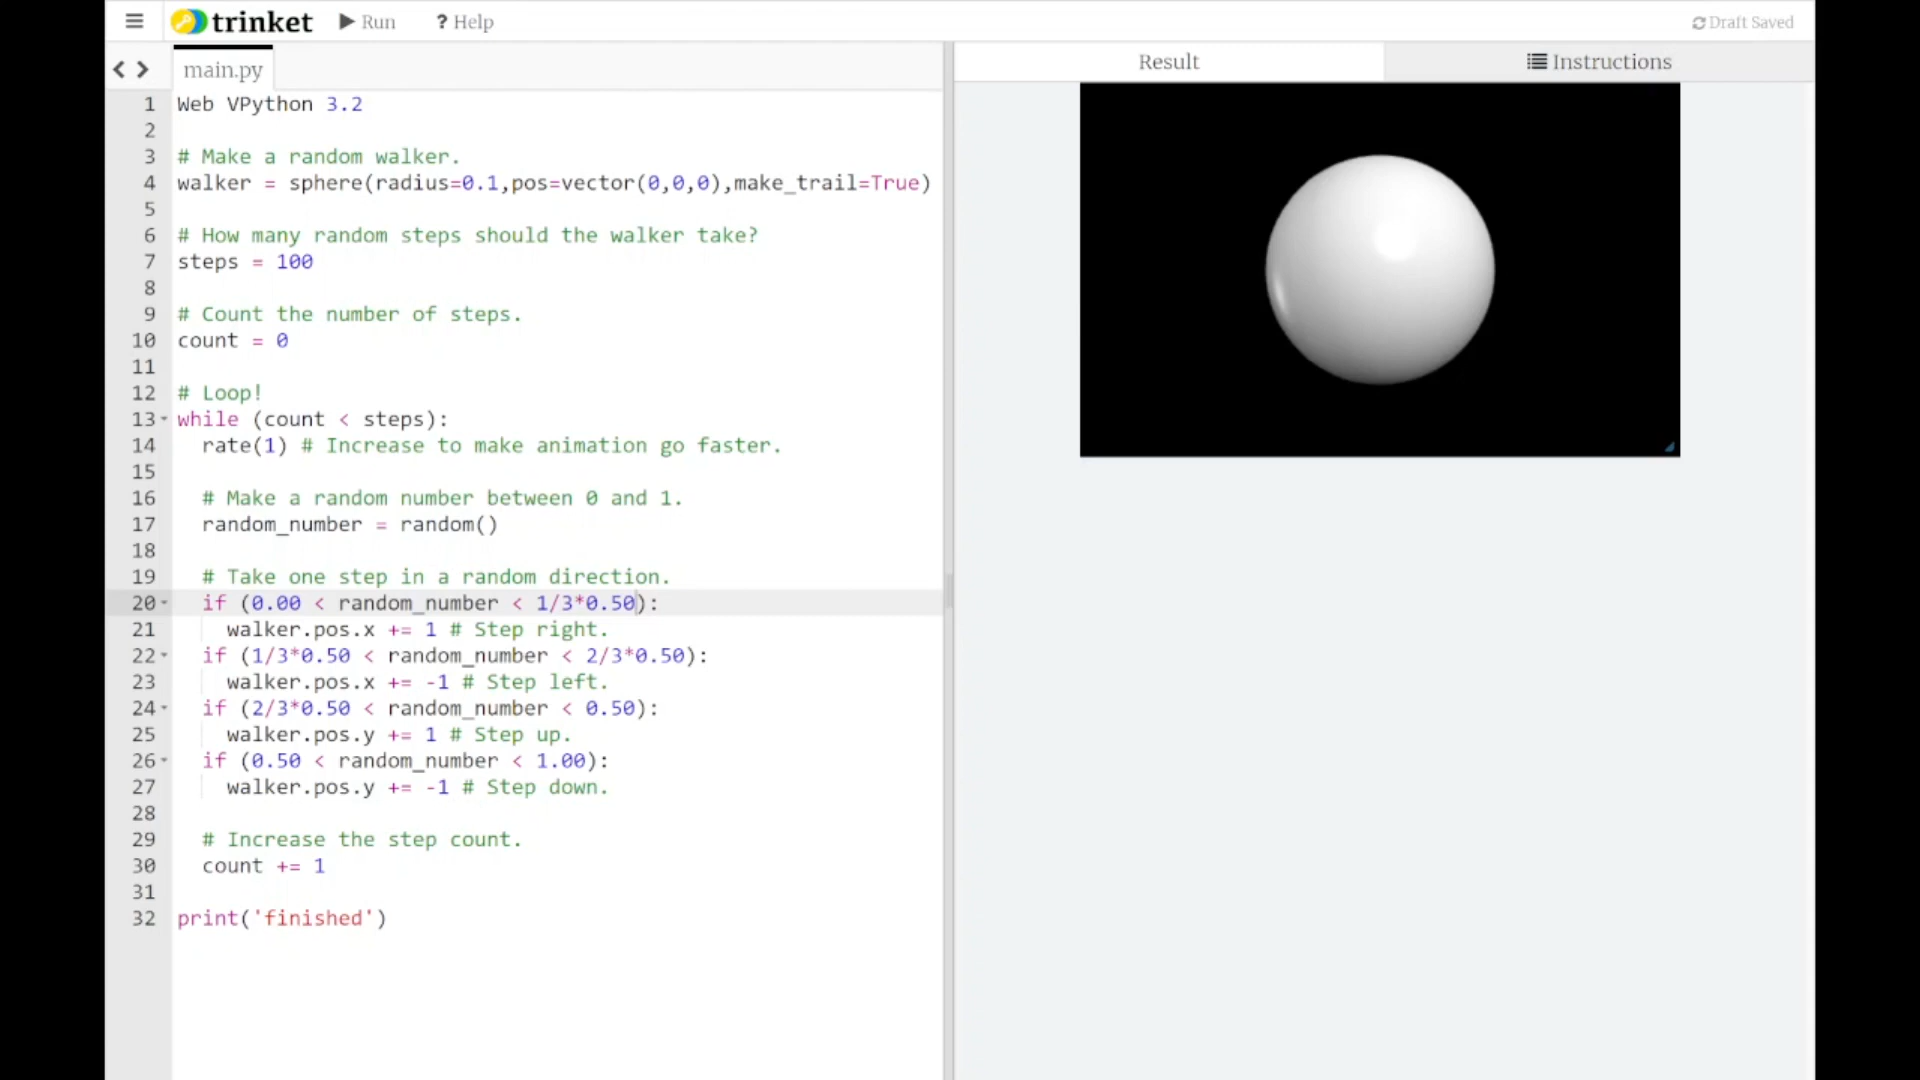 trinket
Run
? Help
Draft Saved
main.py
Result
Instructions
1 Web VPython 3.2
2
3 # Make a random walker.
4 walker = sphere(radius=0.1,pos=vector(0,0,0),make_trail=True)
5
6 # How many random steps should the walker take?
7 steps = 100
8
9 # Count the number of steps.
10 count = 0
11
12 # Loop!
13 while (count < steps):
14 rate(1) # Increase to make animation go faster.
15
16 # Make a random number between 0 and 1.
17 random_number = random()
18
19 # Take one step in a random direction.
20 if (0.00 < random_number < 1/3*0.50):
21 walker.pos.x += 1 # Step right.
22 if (1/3*0.50 < random_number < 2/3*0.50):
23 walker.pos.x += -1 # Step left.
24 if (2/3*0.50 < random_number < 0.50):
25 walker.pos.y += 1 # Step up.
26 if (0.50 < random_number < 1.00):
27 walker.pos.y += -1 # Step down.
28
29 # Increase the step count.
30 count += 1
31
32 print('finished')